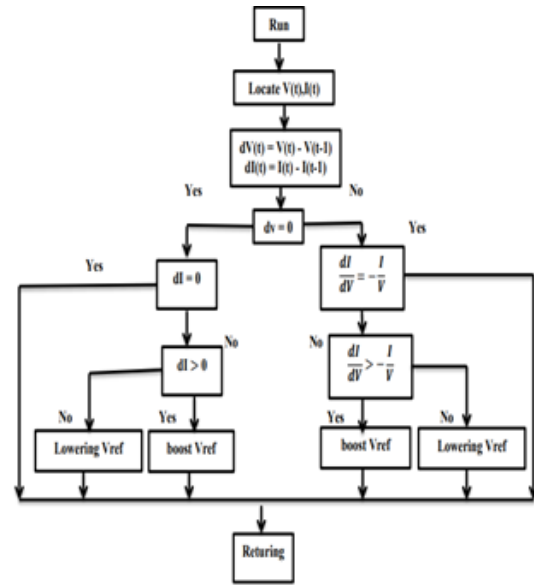 Run
Locate V(t),I(t)
dV(t) = V(t) - V(t-1)
dI(t) = I(t) - I(t-1)
Yes
No
dv = 0
Yes
Yes
dI = 0
dI/dV = - I/V
No
No
dI > 0
dI/dV > - I/V
No
Yes
Yes
No
Lowering Vref
boost Vref
boost Vref
Lowering Vref
Returing